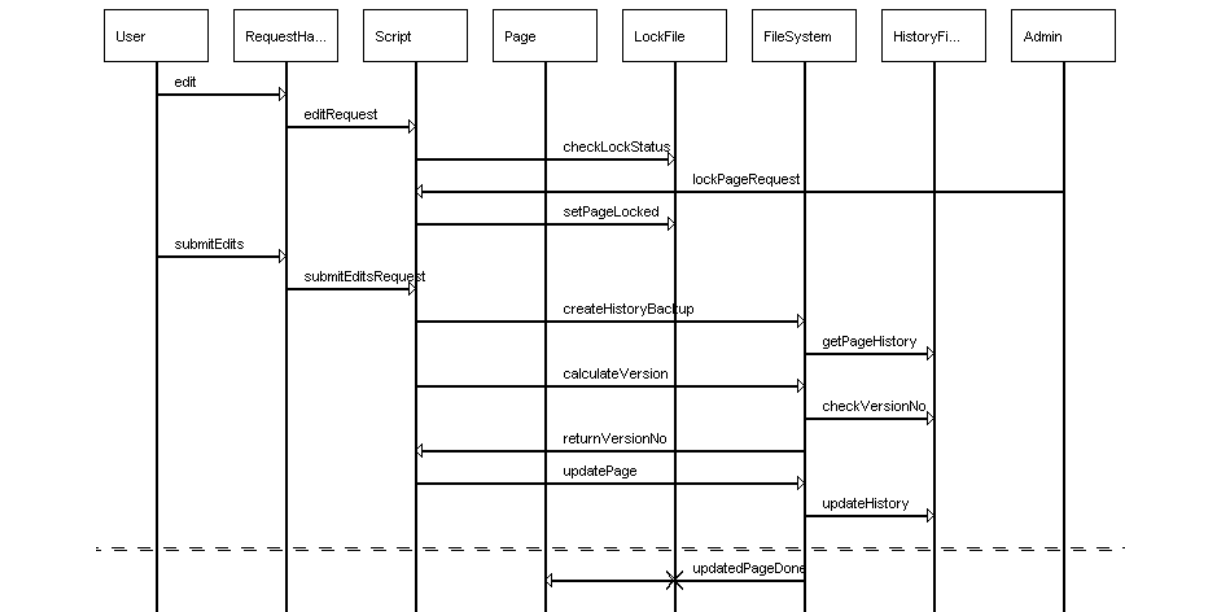 User RequestHa... Script Page LockFile FileSystem HistoryFi... Admin
edit
editRequest
checkLockStatus
lockPageRequest
setPageLocked
submitEdits
submitEditsRequest
createHistoryBackup
getPageHistory
calculateVersion
checkVersionNo
returnVersionNo
updatePage
updateHistory
updatedPageDone